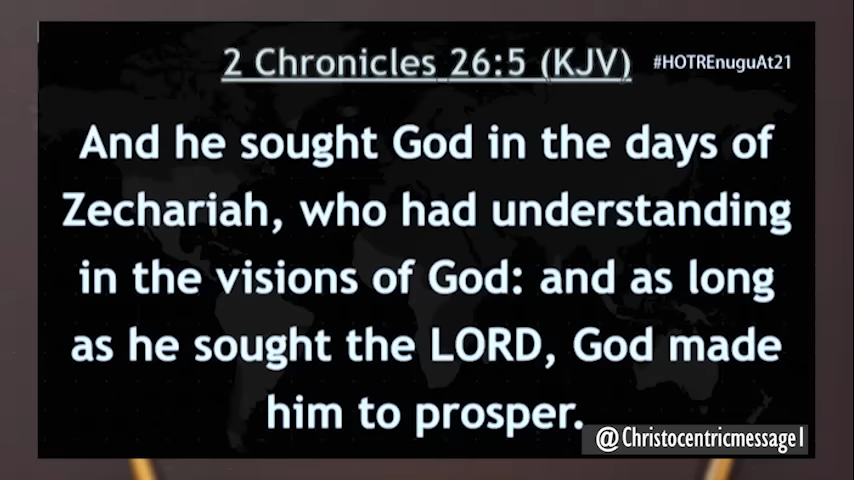 2 Chronicles 26:5 (KJV)
#HOTREnuguAt21
And he sought God in the days of
Zechariah, who had understanding
in the visions of God: and as long
as he sought the LORD, God made
him to prosper.
@Christocentricmessage1